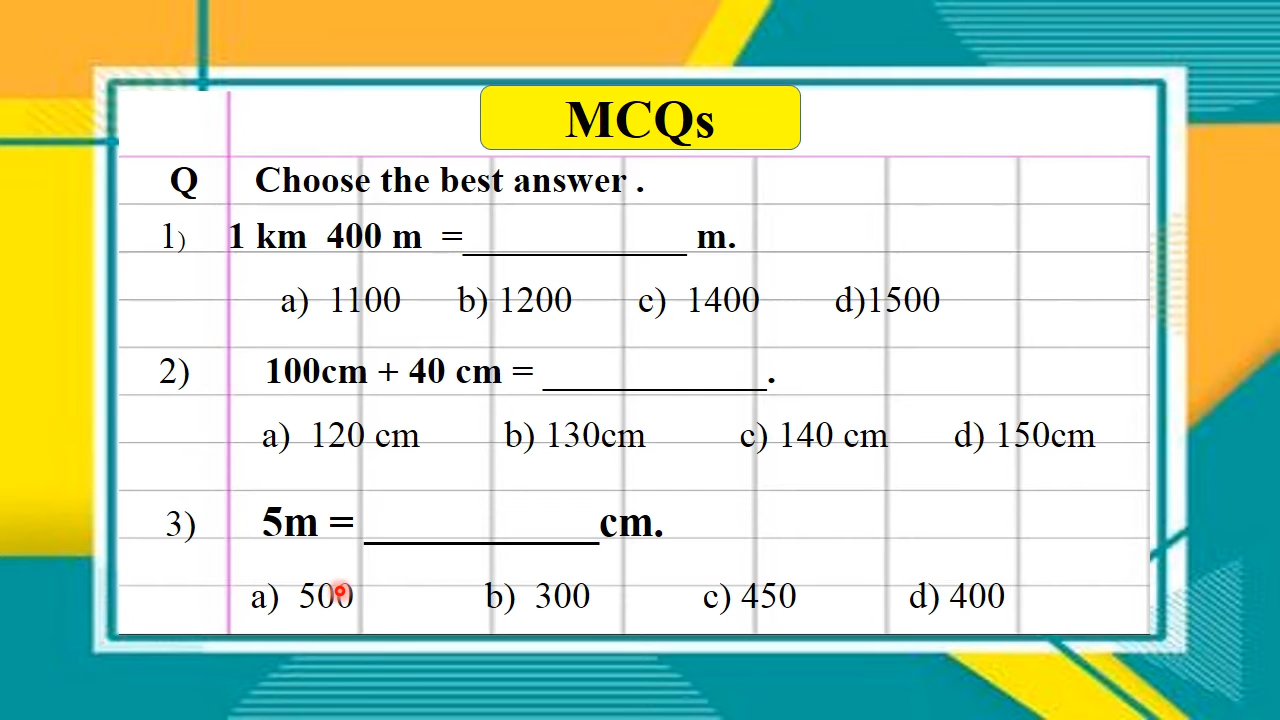 MCQs
Q Choose the best answer .
1) 1 km 400 m =____________ m.
a) 1100 b) 1200 c) 1400 d)1500
2) 100cm + 40 cm = ____________.
a) 120 cm b) 130cm c) 140 cm d) 150cm
3) 5m = __________cm.
a) 500 b) 300 c) 450 d) 400